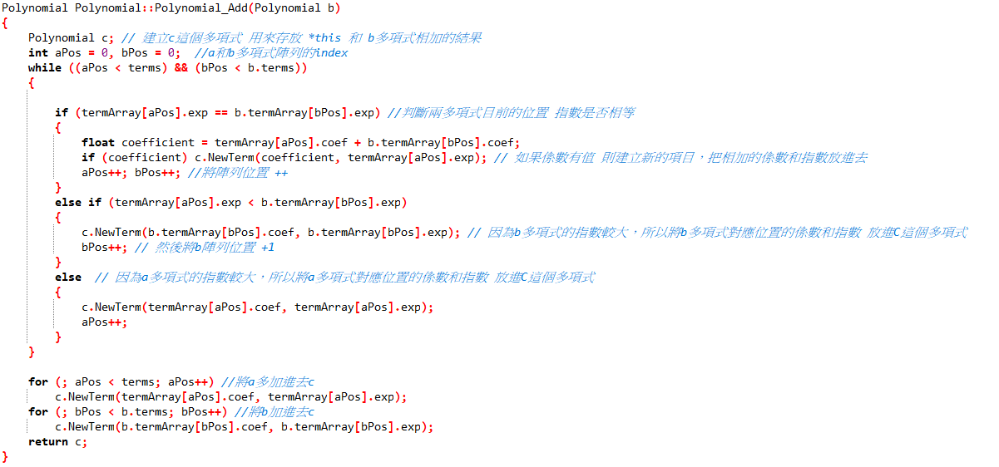 Polynomial Polynomial::Polynomial_Add(Polynomial b)
{
    Polynomial c; // 建立c這個多項式 用來存放 *this 和 b多項式相加的結果
    int aPos = 0, bPos = 0;  //a和b多項式陣列的index
    while ((aPos < terms) && (bPos < b.terms))
    {
        if (termArray[aPos].exp == b.termArray[bPos].exp) //判斷兩多項式目前的位置 指數是否相等
        {
            float coefficient = termArray[aPos].coef + b.termArray[bPos].coef;
            if (coefficient) c.NewTerm(coefficient, termArray[aPos].exp); // 如果係數有值 則建立新的項目，把相加的係數和指數放進去
            aPos++; bPos++; //將陣列位置 ++
        }
        else if (termArray[aPos].exp < b.termArray[bPos].exp)
        {
            c.NewTerm(b.termArray[bPos].coef, b.termArray[bPos].exp); // 因為b多項式的指數較大，所以將b多項式對應位置的係數和指數 放進C這個多項式
            bPos++; // 然後將b陣列位置 +1
        }
        else  // 因為a多項式的指數較大，所以將a多項式對應位置的係數和指數 放進C這個多項式
        {
            c.NewTerm(termArray[aPos].coef, termArray[aPos].exp);
            aPos++;
        }
    }
    for (; aPos < terms; aPos++) //將a多加進去c
        c.NewTerm(termArray[aPos].coef, termArray[aPos].exp);
    for (; bPos < b.terms; bPos++) //將b加進去c
        c.NewTerm(b.termArray[bPos].coef, b.termArray[bPos].exp);
    return c;
}